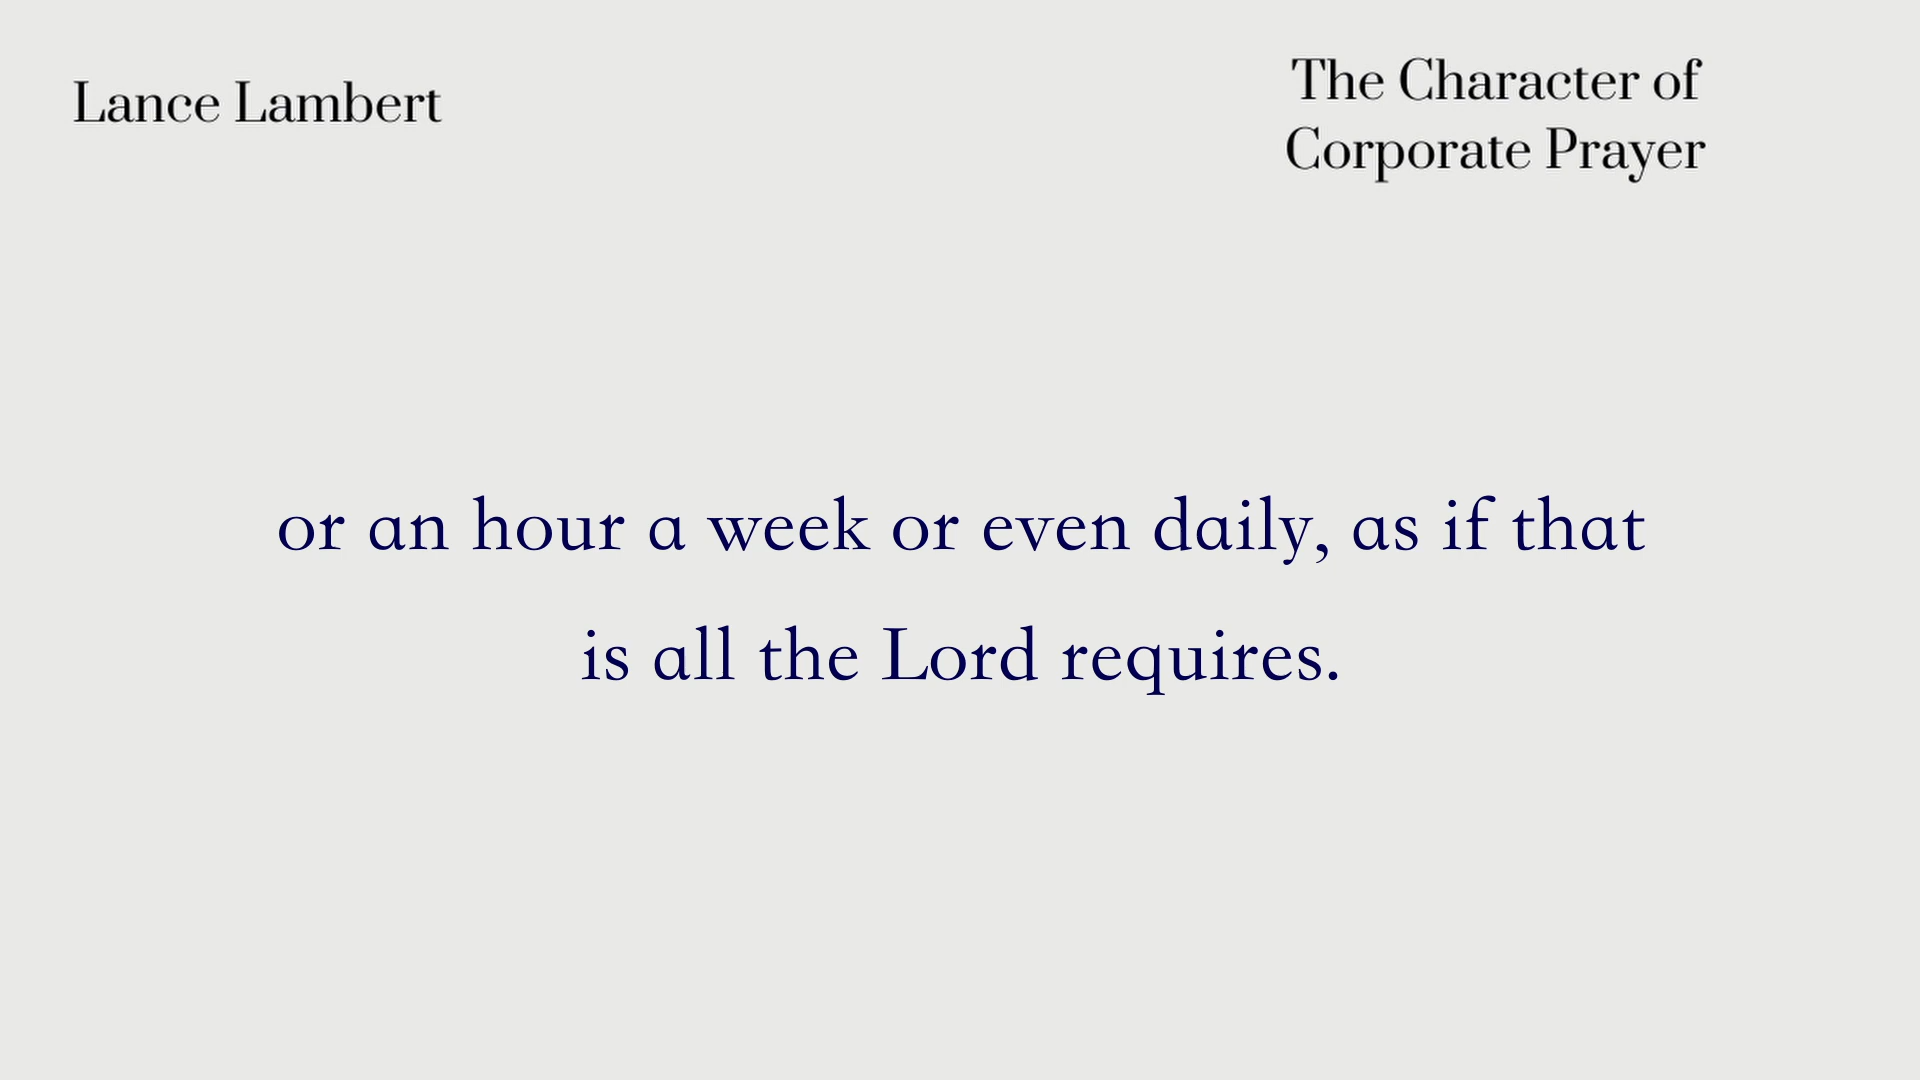 Lance Lambert
The Character of
Corporate Prayer
or an hour a week or even daily, as if that
is all the Lord requires.